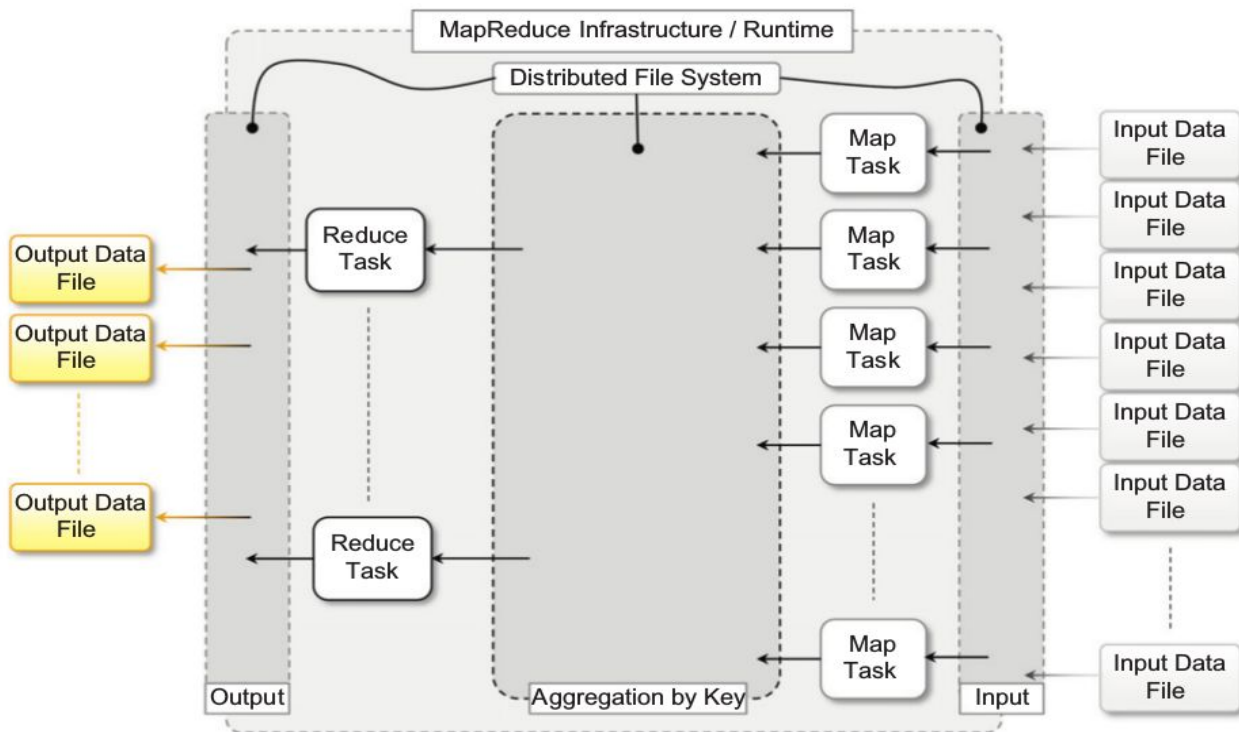 MapReduce Infrastructure / Runtime
Distributed File System
Output Data
File
Output Data
File
Output Data
File
Output
Reduce
Task
Reduce
Task
Aggregation by Key
Map
Task
Map
Task
Map
Task
Map
Task
Map
Task
Input
Input Data
File
Input Data
File
Input Data
File
Input Data
File
Input Data
File
Input Data
File
Input Data
File